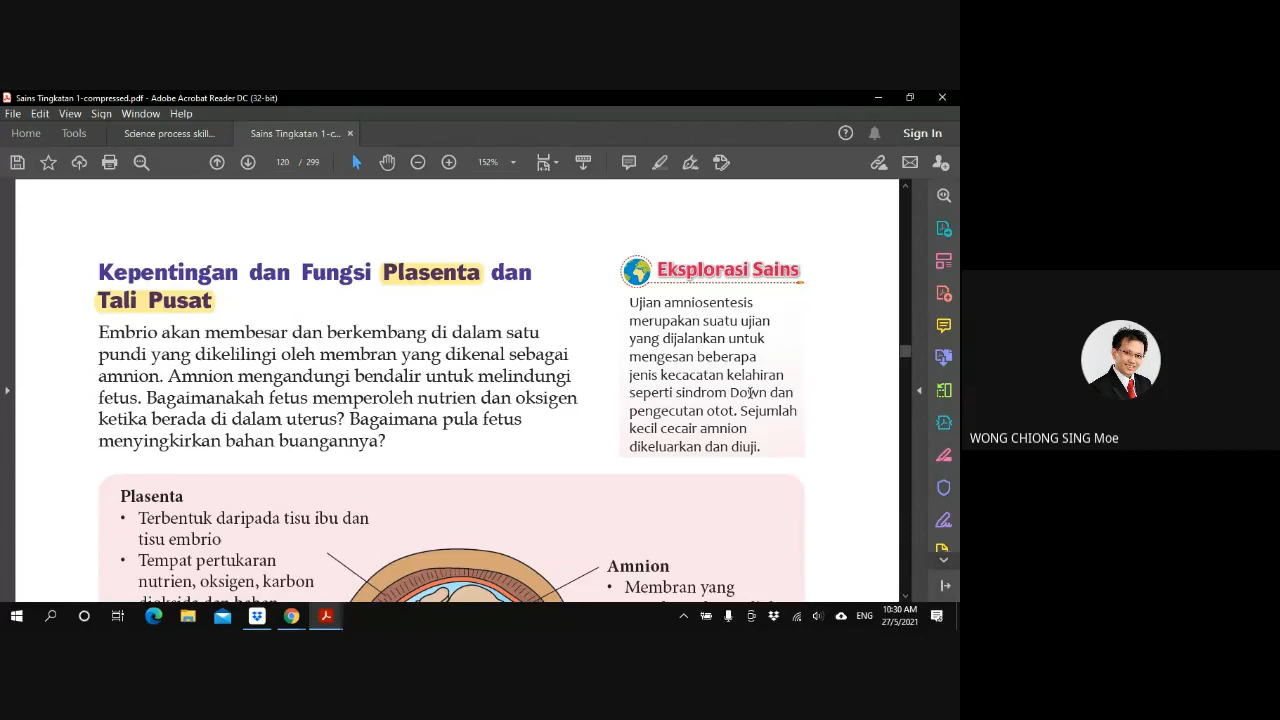 Sains Tingkatan 1-compressed.pdf - Adobe Acrobat Reader DC (32-bit)
File Edit View Sign Window Help
Home Tools Science process skill... Sains Tingkatan 1-c... × Sign In
120 / 299 152%
Kepentingan dan Fungsi Plasenta dan
Tali Pusat
Embrio akan membesar dan berkembang di dalam satu
pundi yang dikelilingi oleh membran yang dikenal sebagai
amnion. Amnion mengandungi bendalir untuk melindungi
fetus. Bagaimanakah fetus memperoleh nutrien dan oksigen
ketika berada di dalam uterus? Bagaimana pula fetus
menyingkirkan bahan buangannya?
Eksplorasi Sains
Ujian amniosentesis
merupakan suatu ujian
yang dijalankan untuk
mengesan beberapa
jenis kecacatan kelahiran
seperti sindrom Down dan
pengecutan otot. Sejumlah
kecil cecair amnion
dikeluarkan dan diuji.
Plasenta
• Terbentuk daripada tisu ibu dan
tisu embrio
• Tempat pertukaran
nutrien, oksigen, karbon
Amnion
• Membran yang
WONG CHIONG SING Moe
ENG
10:30 AM
27/5/2021